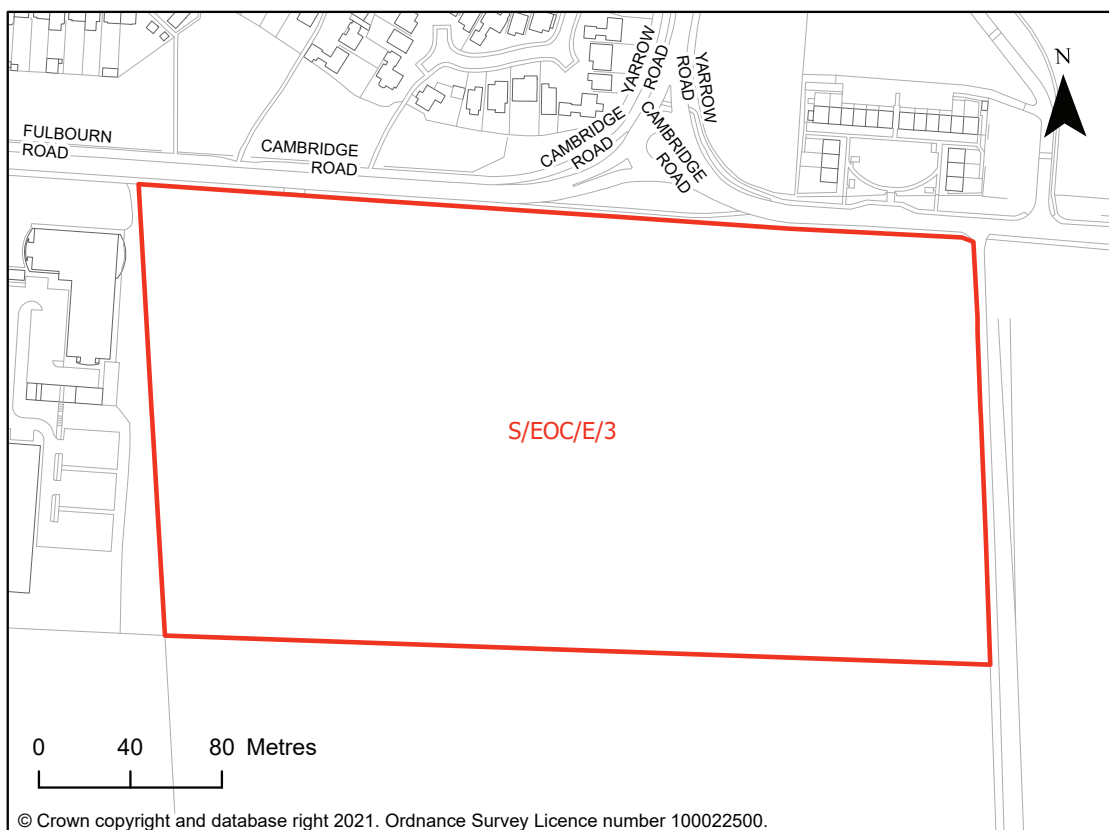 N
YARROW
ROAD
YARROW
ROAD
FULBOURN
ROAD
CAMBRIDGE
ROAD
CAMBRIDGE
ROAD
CAMBRIDGE
ROAD
S/EOC/E/3
0 40 80 Metres
© Crown copyright and database right 2021. Ordnance Survey Licence number 100022500.